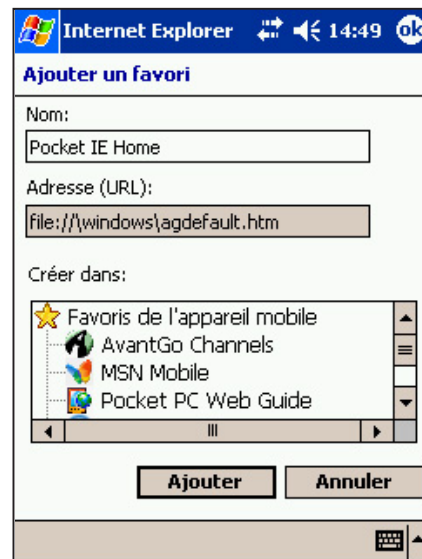 Internet Explorer 14:49 ok
Ajouter un favori
Nom:
Pocket IE Home
Adresse (URL):
file://\windows\agdefault.htm
Créer dans:
Favoris de l'appareil mobile
AvantGo Channels
MSN Mobile
Pocket PC Web Guide
Ajouter Annuler